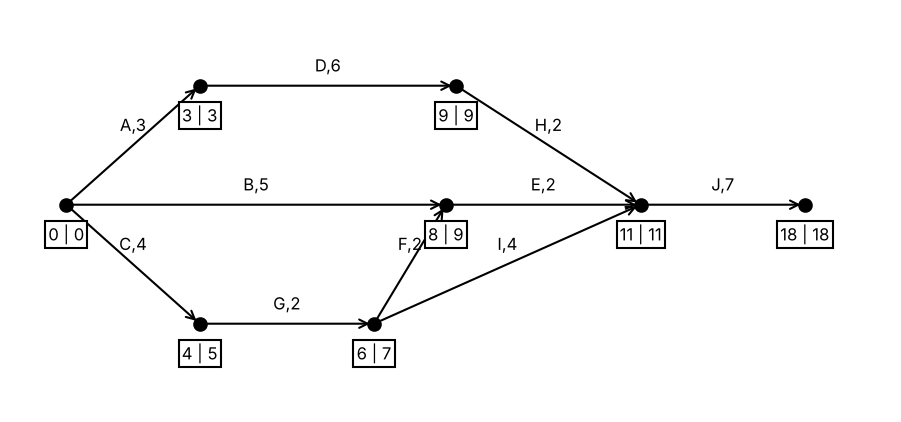 D,6
3 | 3
9 | 9
A,3
H,2
B,5
E,2
J,7
0 | 0
8 | 9
11 | 11
18 | 18
C,4
F,2
I,4
G,2
4 | 5
6 | 7